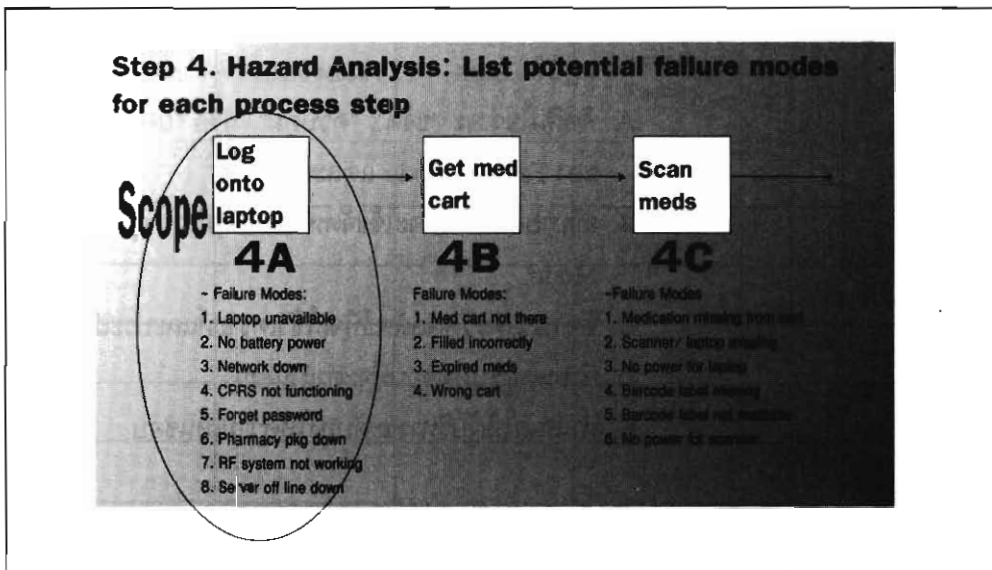 Step 4. Hazard Analysis: List potential failure modes
for each process step
Scope
Log
onto
laptop
Get med
cart
Scan
meds
4A
4B
4C
~ Failure Modes:
1. Laptop unavailable
2. No battery power
3. Network down
4. CPRS not functioning
5. Forget password
6. Pharmacy pkg down
7. RF system not working
8. Server off line down
Failure Modes:
1. Med cart not there
2. Filled incorrectly
3. Expired meds
4. Wrong cart
~Failure Modes
1. Medication missing from cart
2. Scanner/ laptop missing
3. No power for laptop
4. Barcode label missing
5. Barcode label not readable
6. No power for scanner